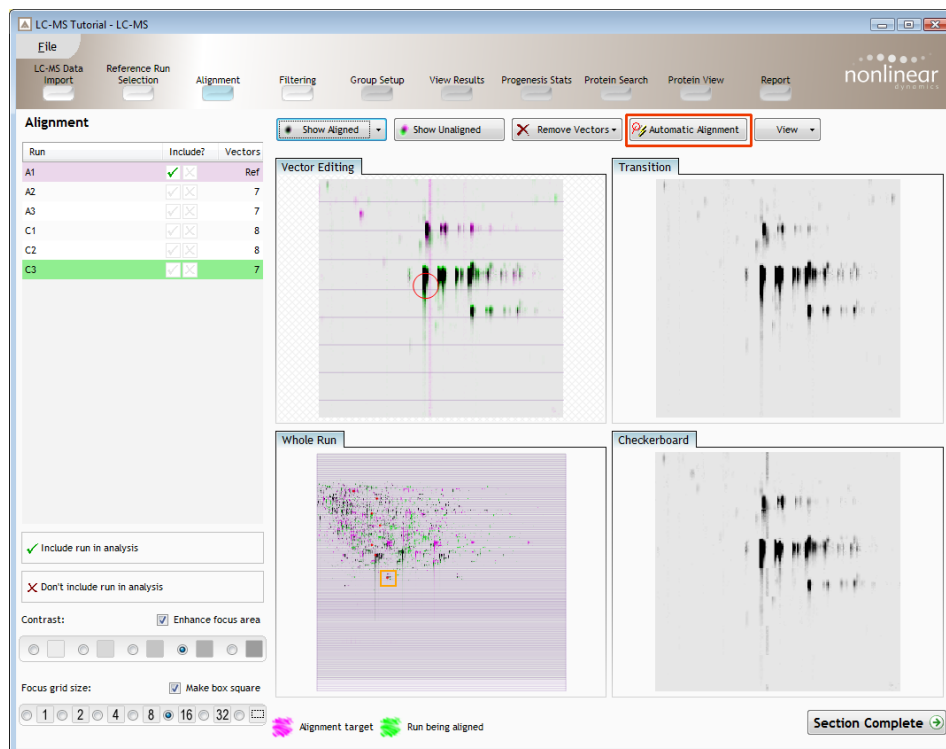 LC-MS Tutorial - LC-MS
File
LC-MS Data Import
Reference Run Selection
Alignment
Filtering
Group Setup
View Results
Progenesis Stats
Protein Search
Protein View
Report
nonlinear
dynamics
Alignment
Show Aligned
Show Unaligned
Remove Vectors
Automatic Alignment
View
Run Include? Vectors
A1 Ref
A2 7
A3 7
C1 8
C2 8
C3 7
Vector Editing
Transition
Whole Run
Checkerboard
Include run in analysis
Don't include run in analysis
Contrast: Enhance focus area
Focus grid size: Make box square
1 2 4 8 16 32
Alignment target Run being aligned
Section Complete